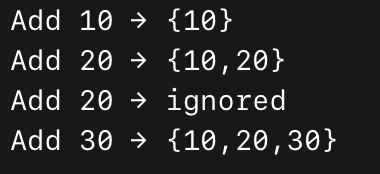 Add 10 → {10}
Add 20 → {10,20}
Add 20 → ignored
Add 30 → {10,20,30}